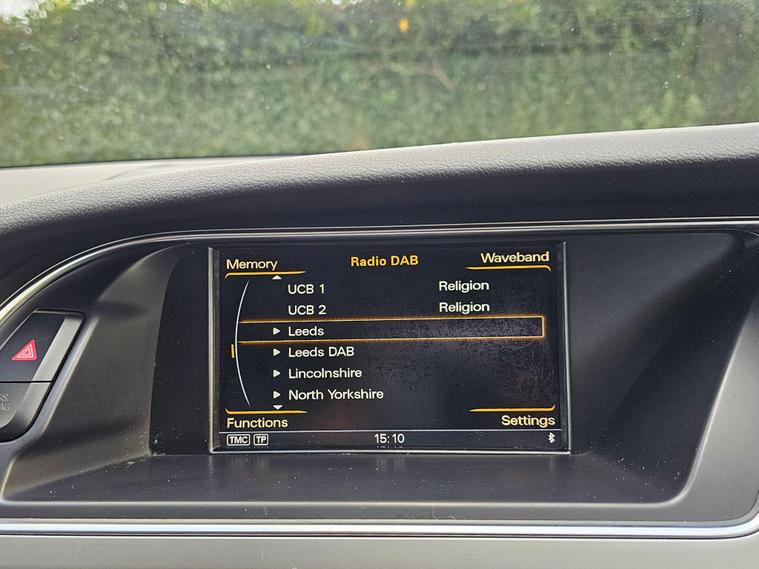 Memory Radio DAB Waveband
UCB 1 Religion
UCB 2 Religion
Leeds
Leeds DAB
Lincolnshire
North Yorkshire
Functions Settings
TMC TP 15:10